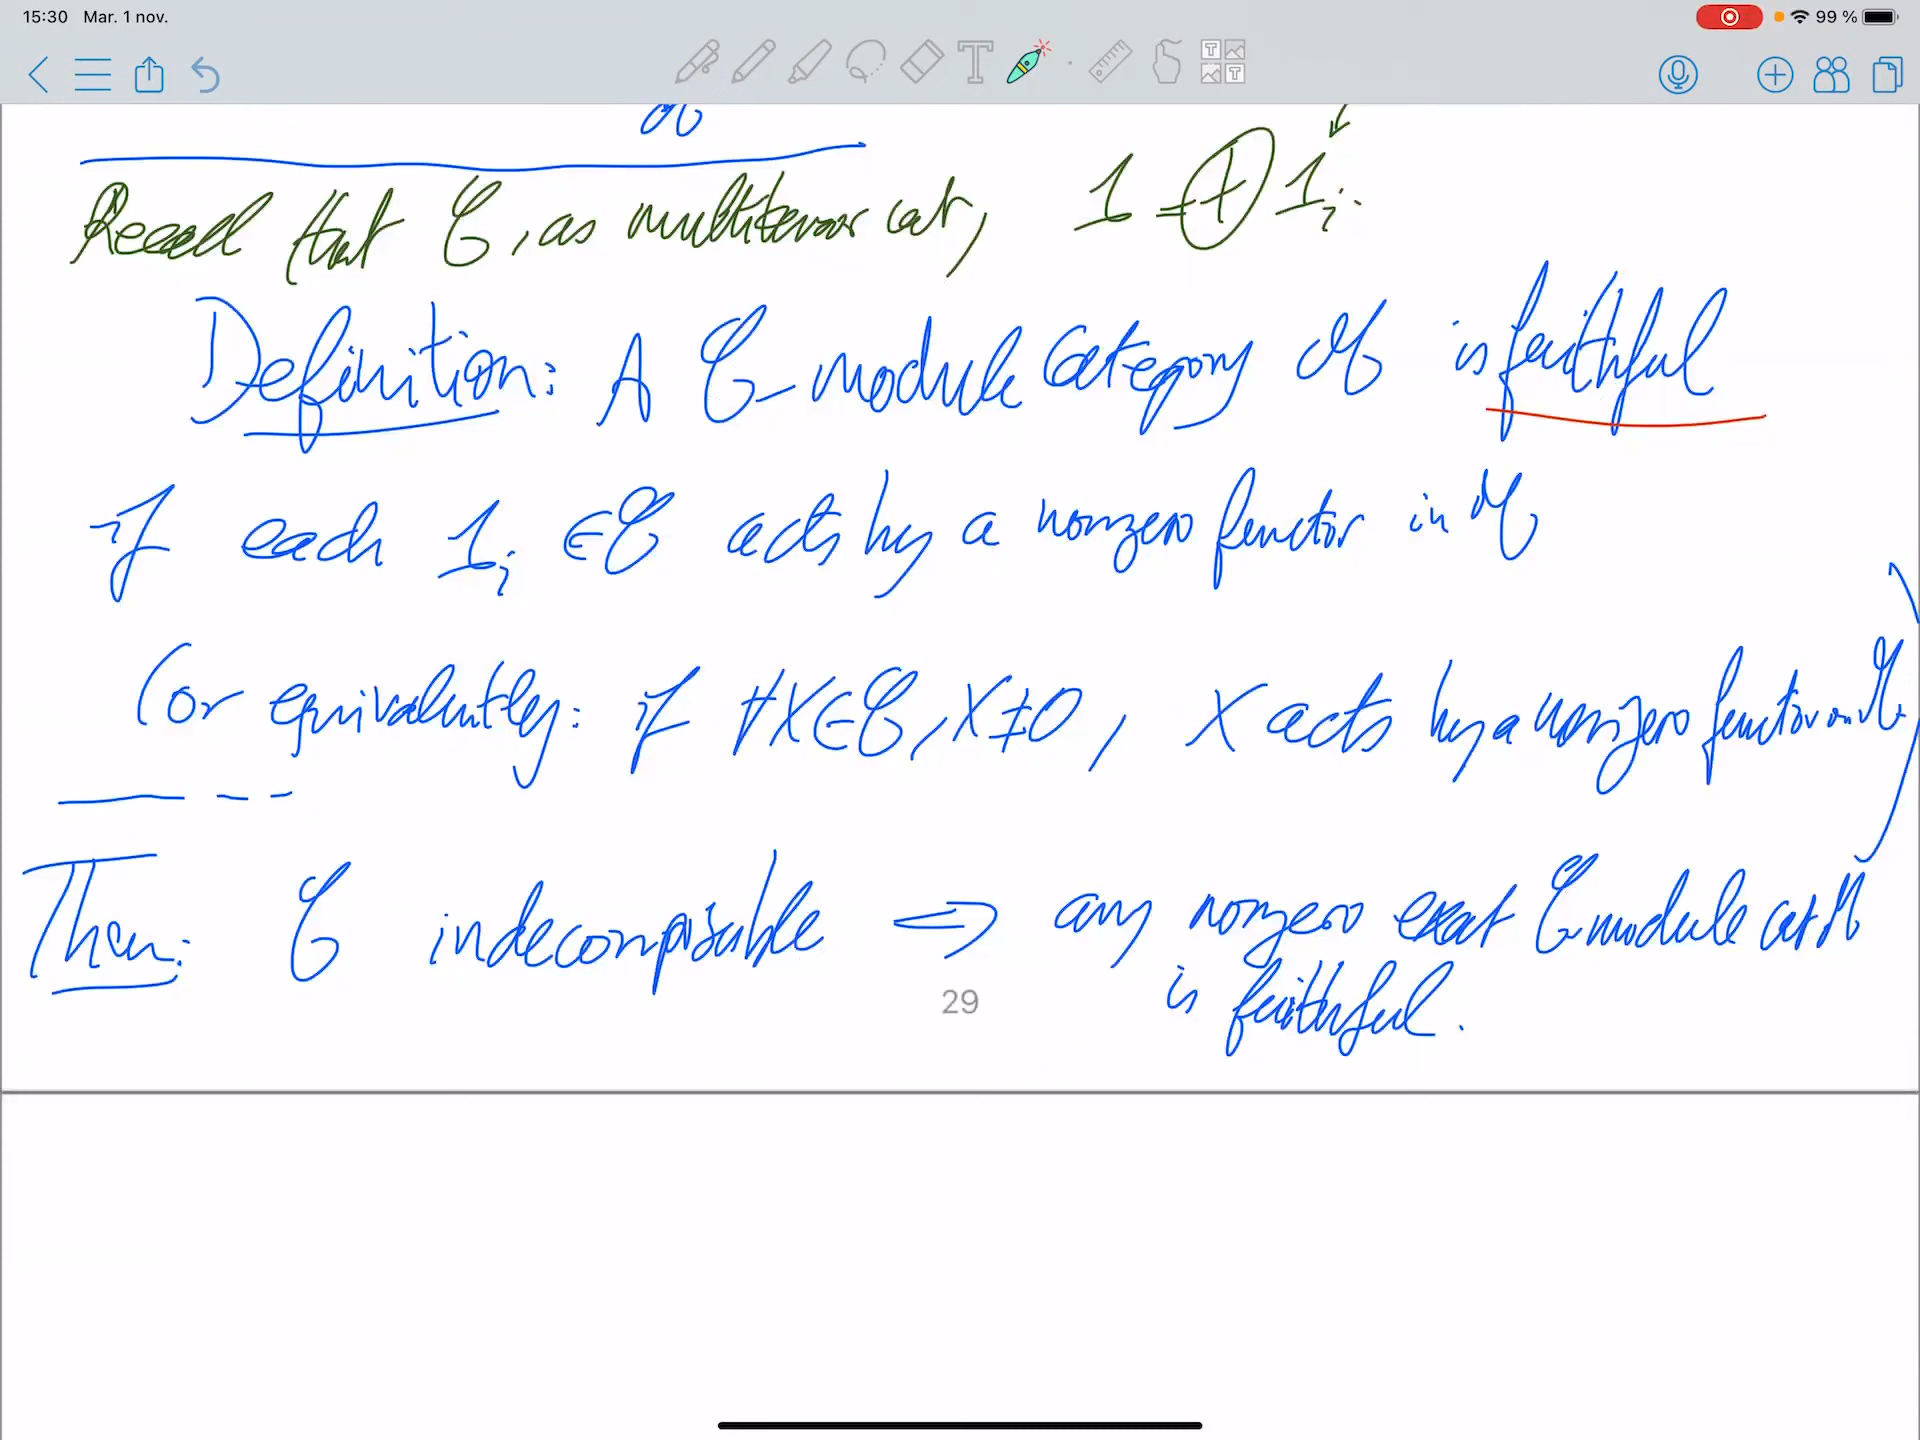 15:30 Mar. 1 nov. 99 %
ℳ
Recall that 𝒞, as multitensor cat, 1 = ⊕ 1ᵢ.
Definition: A 𝒞-module category ℳ is faithful
if each 1ᵢ ∈ 𝒞 acts by a nonzero functor in ℳ
(or equivalently: if ∀X∈𝒞, X≠0, X acts by a nonzero functor on ℳ.)
Then: 𝒞 indecomposable ⇔ any nonzero exact 𝒞-module cat ℳ
is faithful.
29